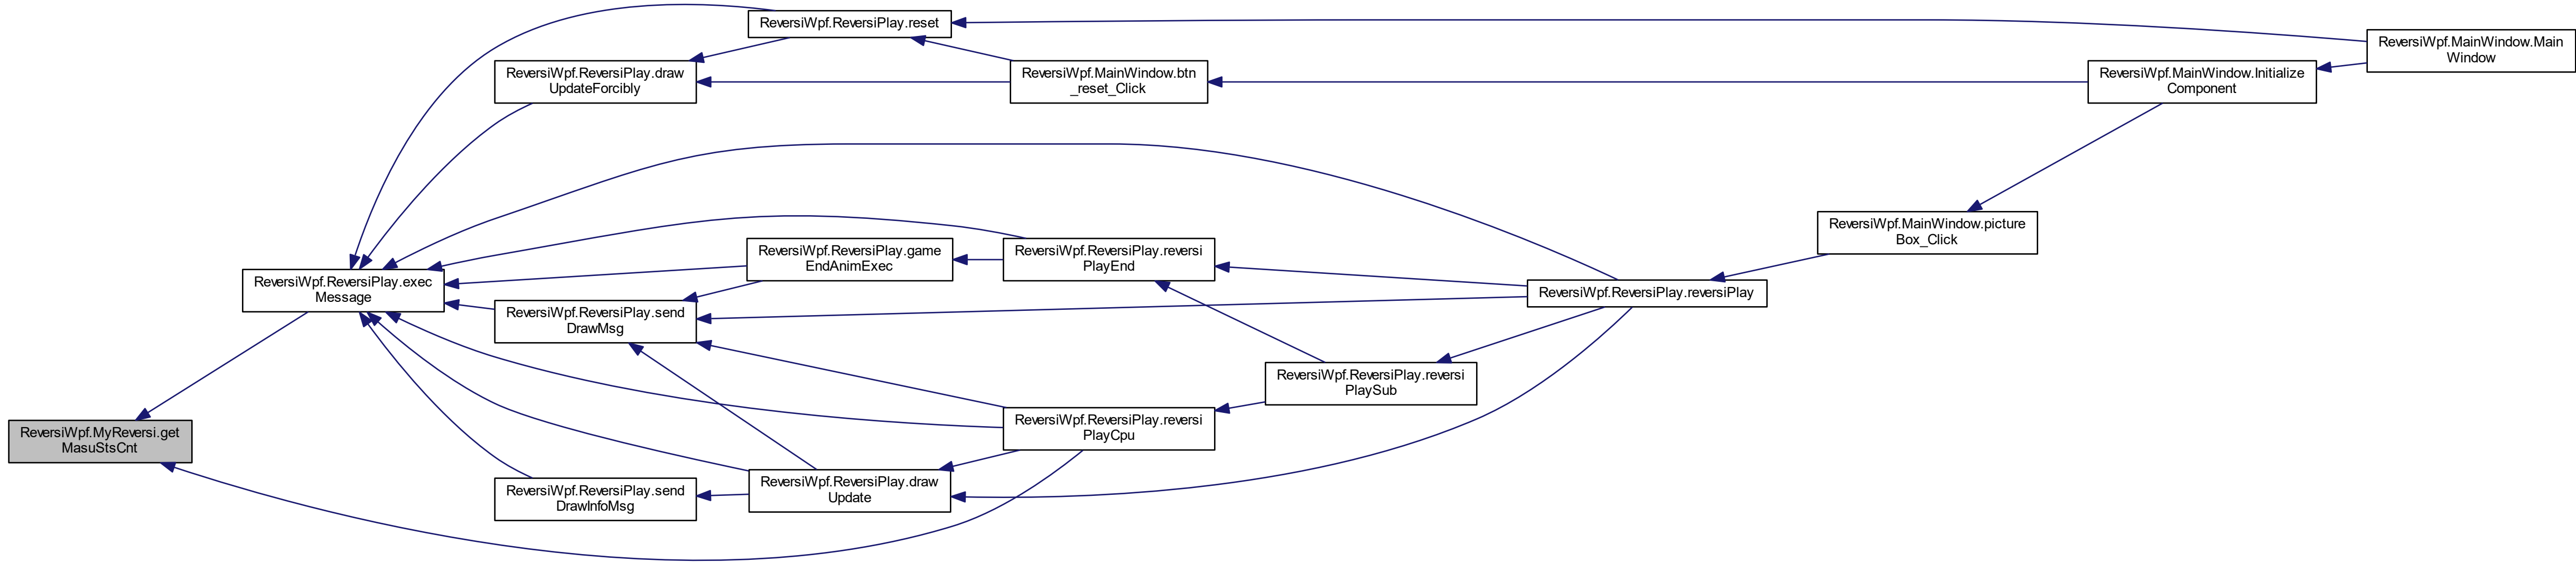 ReversiWpf.ReversiPlay.reset
ReversiWpf.MainWindow.Main
Window
ReversiWpf.ReversiPlay.draw
UpdateForcibly
ReversiWpf.MainWindow.btn
_reset_Click
ReversiWpf.MainWindow.Initialize
Component
ReversiWpf.MainWindow.picture
Box_Click
ReversiWpf.ReversiPlay.game
EndAnimExec
ReversiWpf.ReversiPlay.reversi
PlayEnd
ReversiWpf.ReversiPlay.exec
Message
ReversiWpf.ReversiPlay.reversiPlay
ReversiWpf.ReversiPlay.send
DrawMsg
ReversiWpf.ReversiPlay.reversi
PlaySub
ReversiWpf.MyReversi.get
MasuStsCnt
ReversiWpf.ReversiPlay.reversi
PlayCpu
ReversiWpf.ReversiPlay.draw
Update
ReversiWpf.ReversiPlay.send
DrawInfoMsg